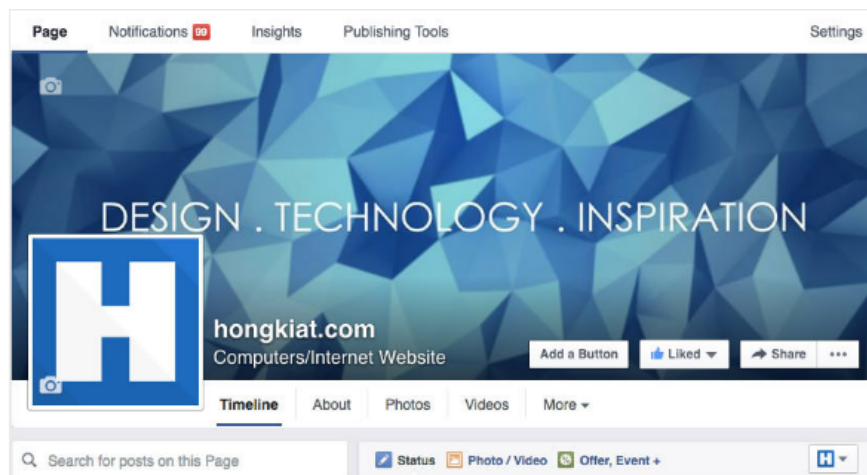 Page Notifications 99 Insights Publishing Tools Settings
DESIGN . TECHNOLOGY . INSPIRATION
H
hongkiat.com
Computers/Internet Website
Add a Button Liked Share
Timeline About Photos Videos More
Search for posts on this Page
Status Photo / Video Offer, Event +
H